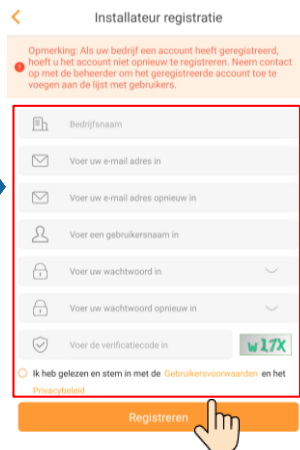 Installateur registratie
Opmerking: Als uw bedrijf een account heeft geregistreerd,
hoeft u het account niet opnieuw te registreren. Neem contact
op met de beheerder om het geregistreerde account toe te
voegen aan de lijst met gebruikers.
Bedrijfsnaam
Voer uw e-mail adres in
Voer uw e-mail adres opnieuw in
Voer een gebruikersnaam in
Voer uw wachtwoord in
Voer uw wachtwoord opnieuw in
Voer de verificatiecode in
W17X
Ik heb gelezen en stem in met de Gebruikersvoorwaarden en het
Privacybeleid
Registreren